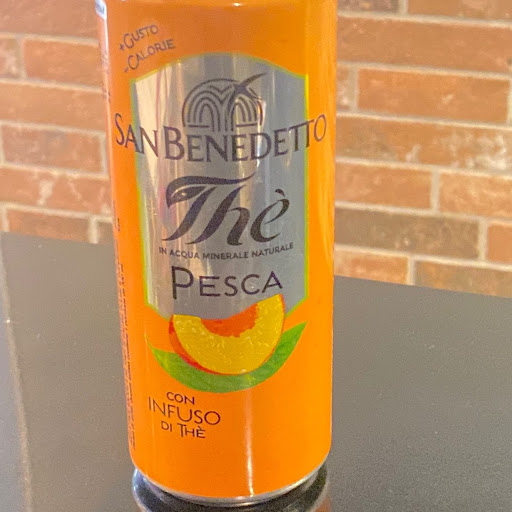 +GUSTO
-CALORIE
SAN BENEDETTO
Thè
IN ACQUA MINERALE NATURALE
PESCA
CON
INFUSO
DI THÈ